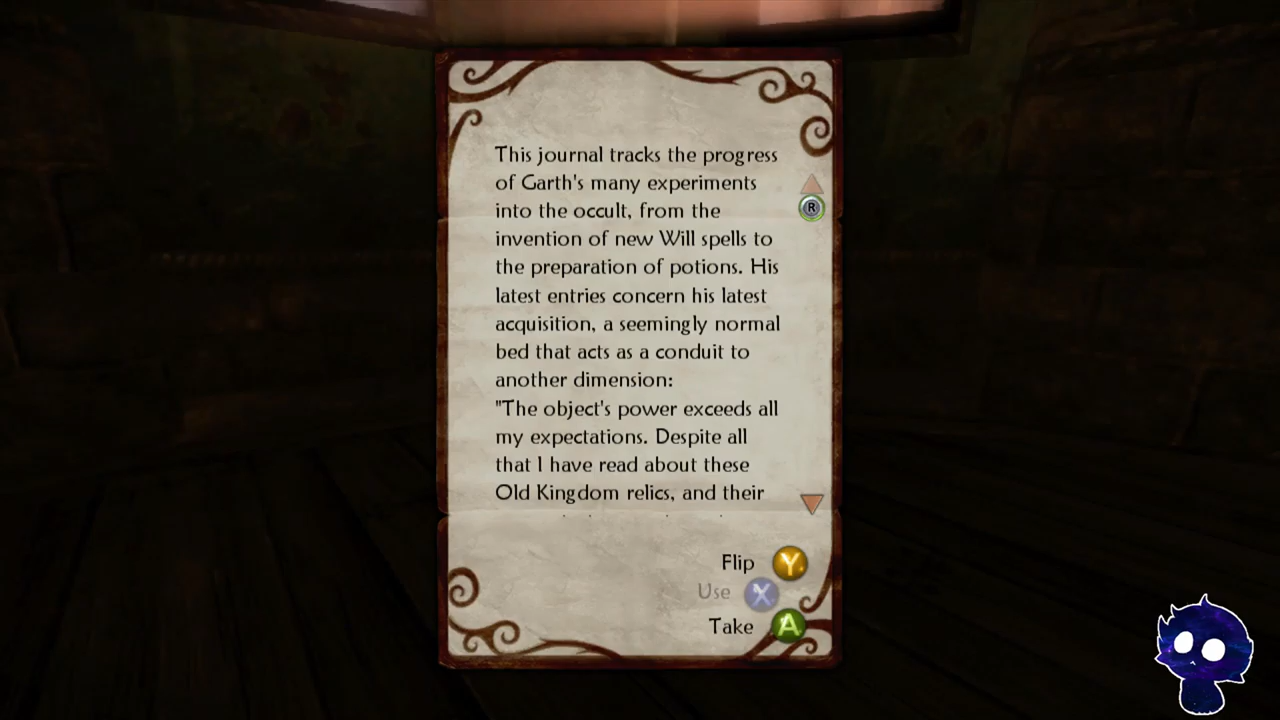 This journal tracks the progress
of Garth's many experiments
into the occult, from the
invention of new Will spells to
the preparation of potions. His
latest entries concern his latest
acquisition, a seemingly normal
bed that acts as a conduit to
another dimension:
"The object's power exceeds all
my expectations. Despite all
that I have read about these
Old Kingdom relics, and their
R
Flip Y
Use X
Take A